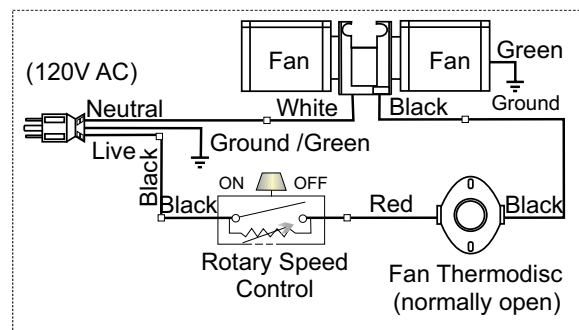 (120V AC)
Fan
Fan
Green
Ground
Neutral
White
Black
Live
Ground /Green
Black
Black
ON
OFF
Red
Black
Rotary Speed
Control
Fan Thermodisc
(normally open)